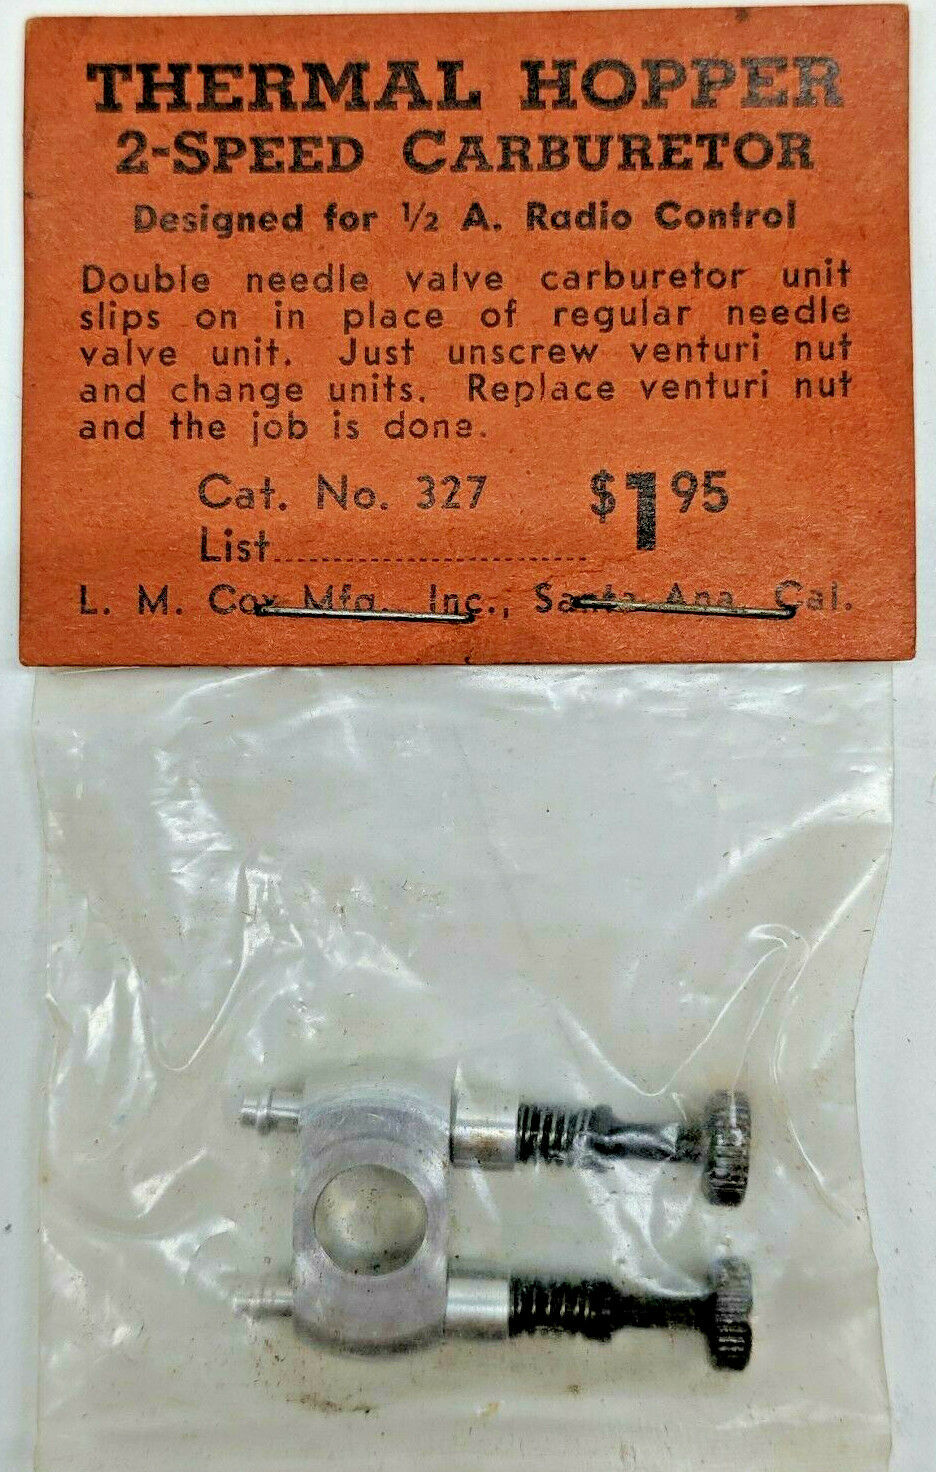 THERMAL HOPPER
2-SPEED CARBURETOR
Designed for ½ A. Radio Control
Double needle valve carburetor unit
slips on in place of regular needle
valve unit. Just unscrew venturi nut
and change units. Replace venturi nut
and the job is done.
Cat. No. 327 $1.95
List..............................
L. M. Cox Mfg. Inc., Santa Ana, Cal.